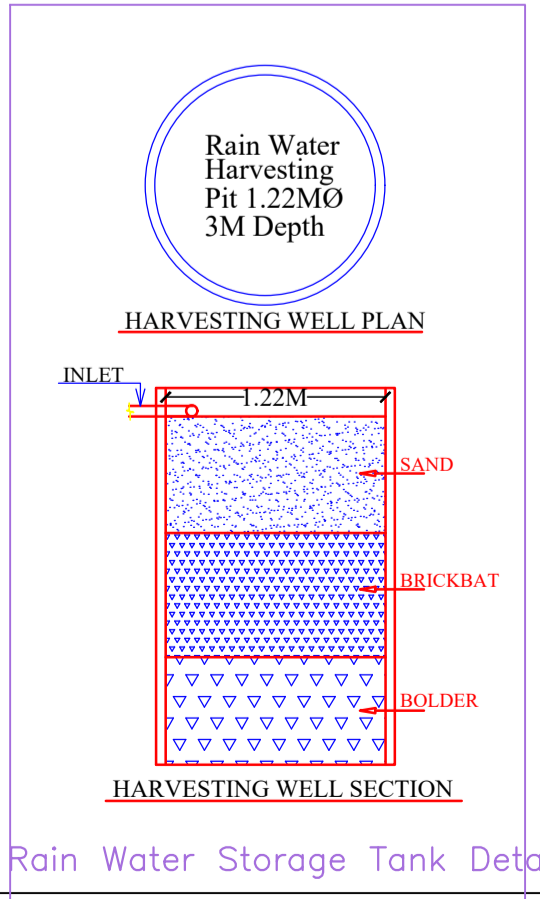 Rain Water
Harvesting
Pit 1.22MØ
3M Depth
HARVESTING WELL PLAN
INLET
1.22M
SAND
BRICKBAT
BOLDER
HARVESTING WELL SECTION
Rain Water Storage Tank Deta